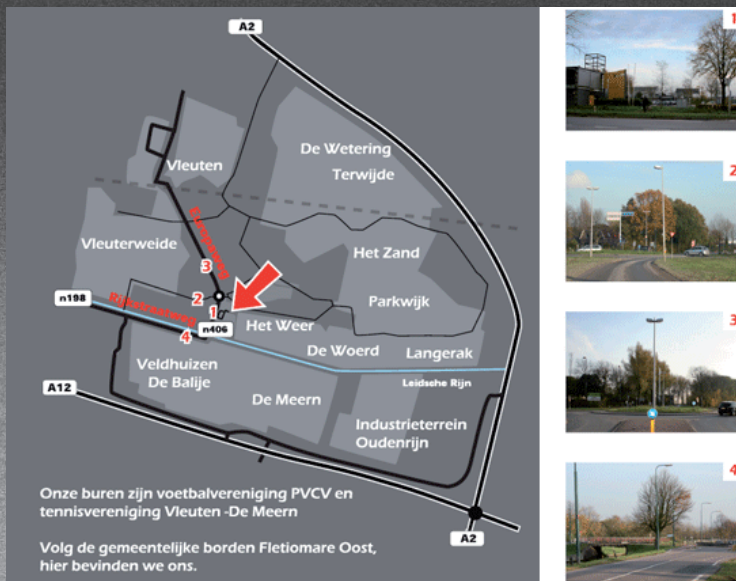 A2
Vleuten
De Wetering
Terwijde
Vleuterweide
Europaweg
Het Zand
3
2
1
Parkwijk
n198
Rijksstraatweg
n406
4
Het Weer
De Woerd
Langerak
Veldhuizen
De Balije
Leidsche Rijn
A12
De Meern
Industrieterrein
Oudenrijn
A2
Onze buren zijn voetbalvereniging PVCV en
tennisvereniging Vleuten -De Meern
Volg de gemeentelijke borden Fletiomare Oost,
hier bevinden we ons.
1
2
3
4